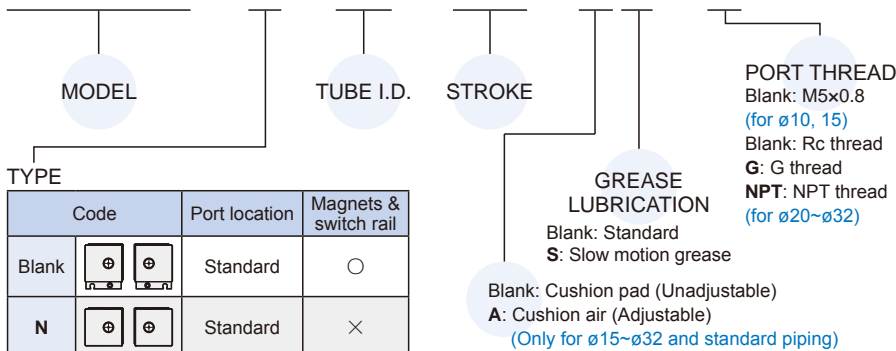 MODEL
TUBE I.D.
STROKE
PORT THREAD
Blank: M5×0.8
(for ø10, 15)
Blank: Rc thread
G: G thread
NPT: NPT thread
(for ø20~ø32)
GREASE
LUBRICATION
Blank: Standard
S: Slow motion grease
Blank: Cushion pad (Unadjustable)
A: Cushion air (Adjustable)
(Only for ø15~ø32 and standard piping)
TYPE
Code Port location Magnets &
switch rail
Blank Standard ○
N Standard ×